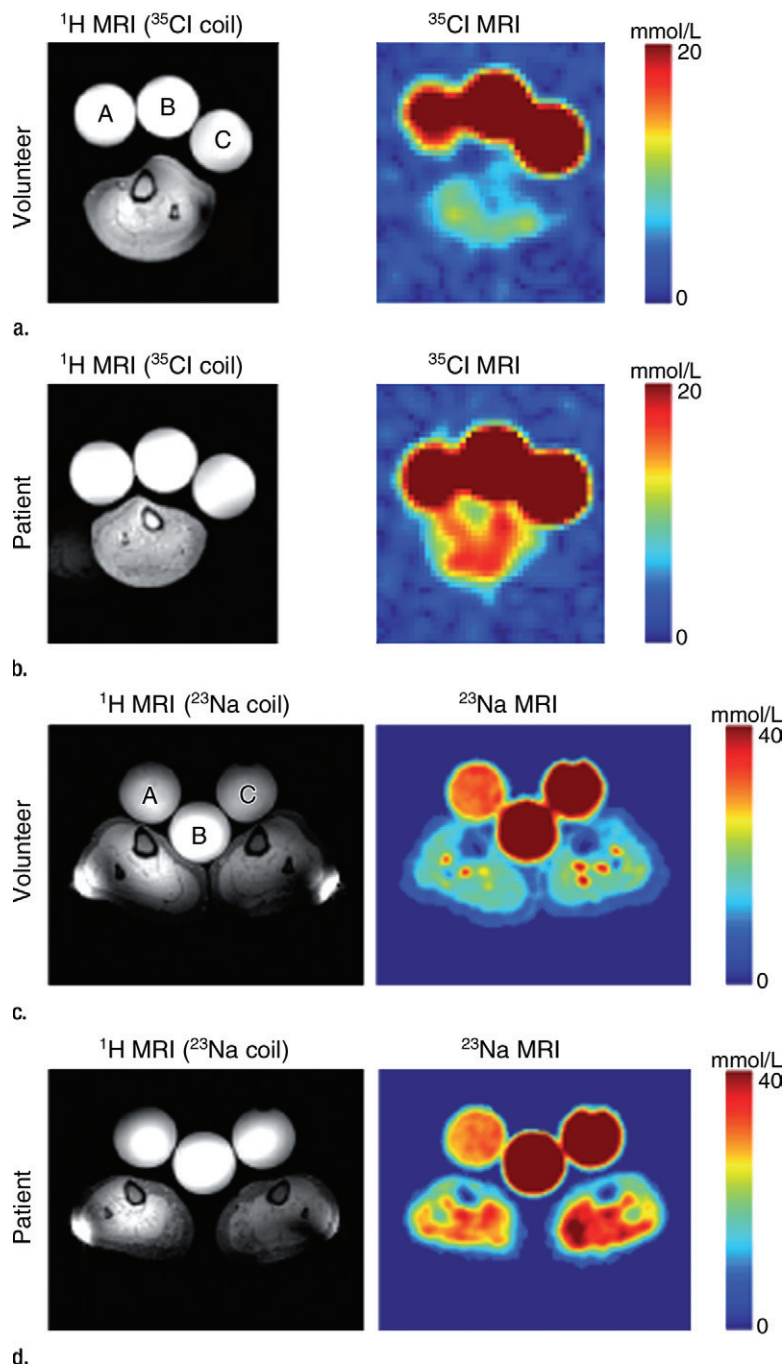 ¹H MRI (³⁵Cl coil)
³⁵Cl MRI
mmol/L
Volunteer
A
B
C
20
0
a.
¹H MRI (³⁵Cl coil)
³⁵Cl MRI
mmol/L
Patient
20
0
b.
¹H MRI (²³Na coil)
²³Na MRI
mmol/L
Volunteer
A
B
C
40
0
c.
¹H MRI (²³Na coil)
²³Na MRI
mmol/L
Patient
40
0
d.